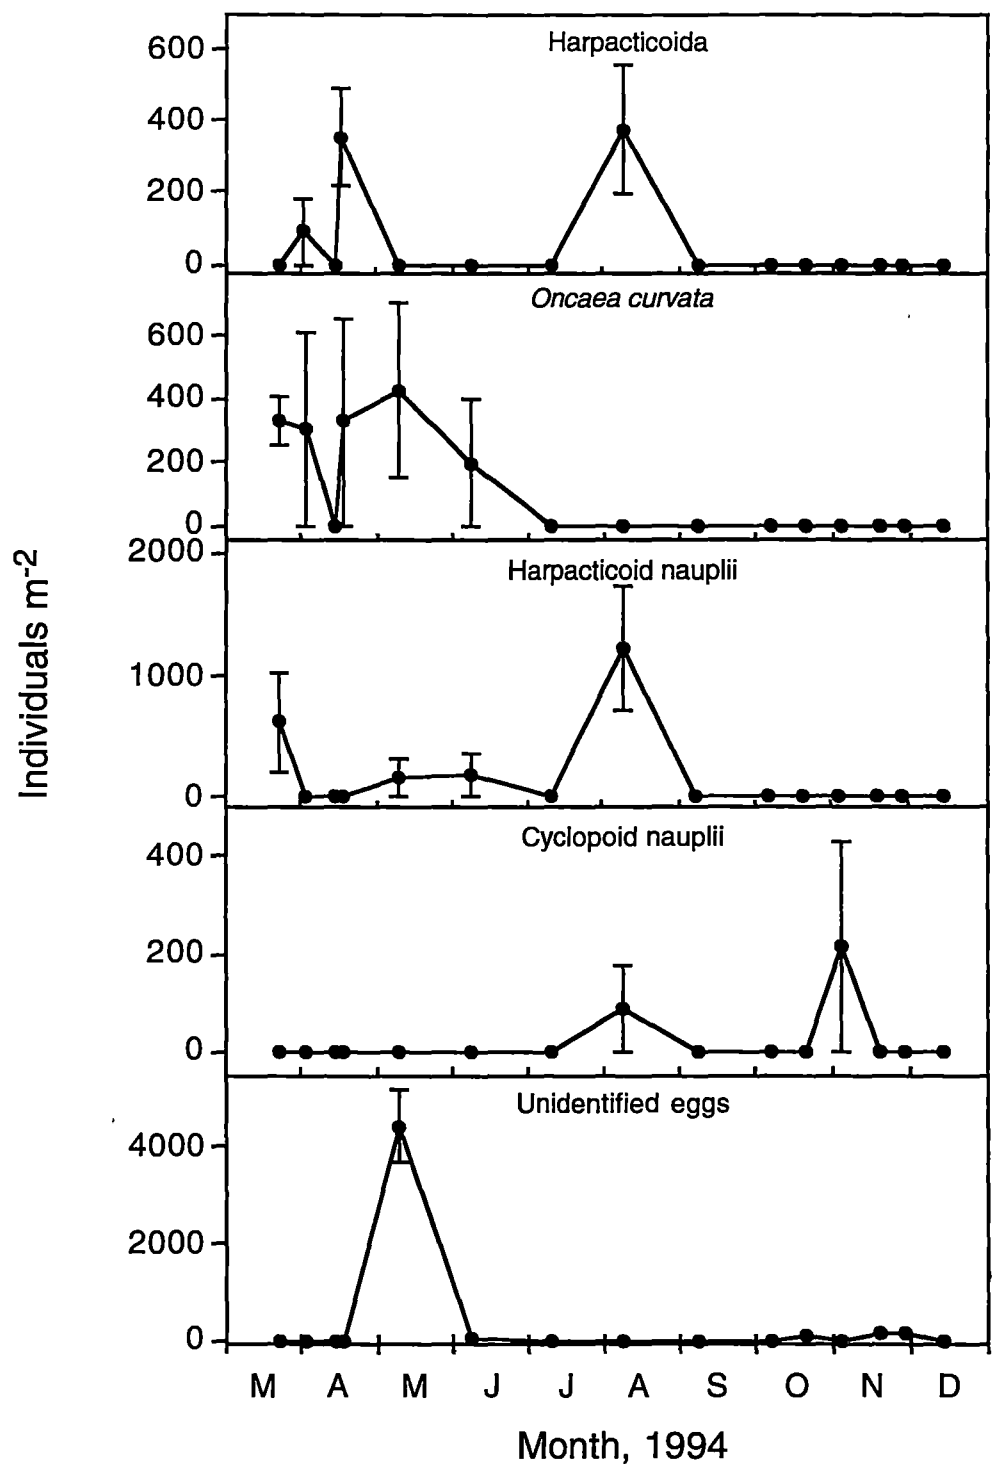 Harpacticoida
600
400
200
0
Oncaea curvata
600
400
200
0
Individuals m-2
2000
Harpacticoid nauplii
1000
0
Cyclopoid nauplii
400
200
0
Unidentified eggs
4000
2000
0
M A M J J A S O N D
Month, 1994